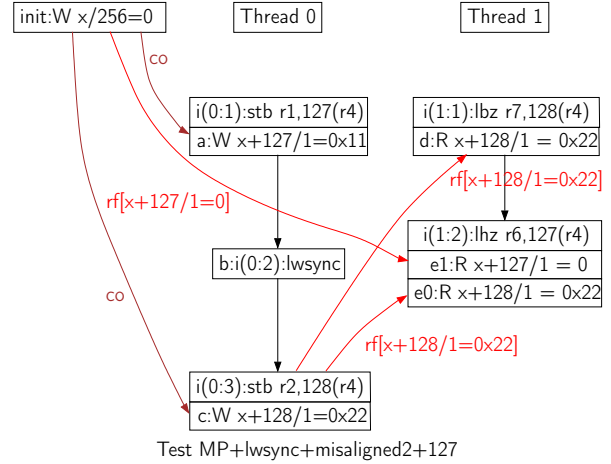 init:W x/256=0
Thread 0
Thread 1
co
i(0:1):stb r1,127(r4)
a:W x+127/1=0x11
i(1:1):lbz r7,128(r4)
d:R x+128/1 = 0x22
rf[x+128/1=0x22]
rf[x+127/1=0]
i(1:2):lhz r6,127(r4)
e1:R x+127/1 = 0
e0:R x+128/1 = 0x22
b:i(0:2):lwsync
co
rf[x+128/1=0x22]
i(0:3):stb r2,128(r4)
c:W x+128/1=0x22
Test MP+lwsync+misaligned2+127